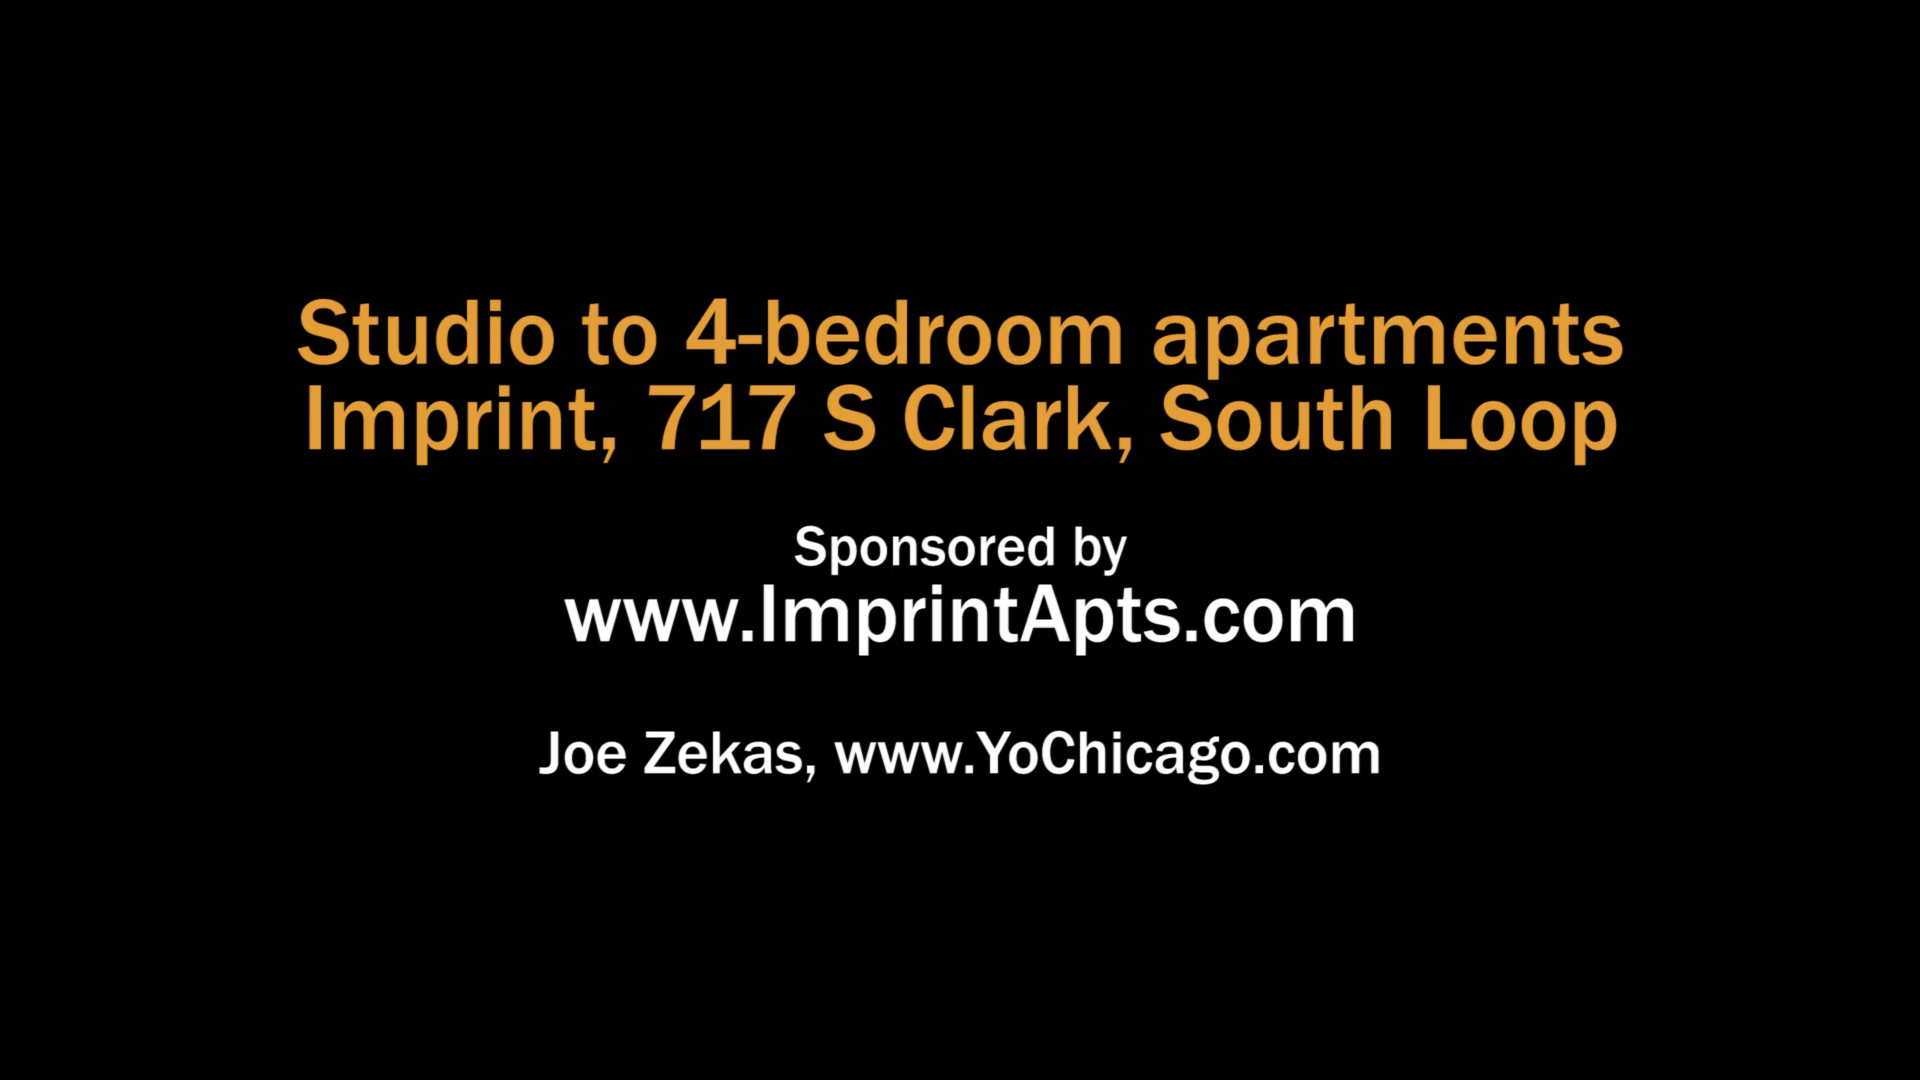 Studio to 4-bedroom apartments
Imprint, 717 S Clark, South Loop
Sponsored by
www.ImprintApts.com
Joe Zekas, www.YoChicago.com